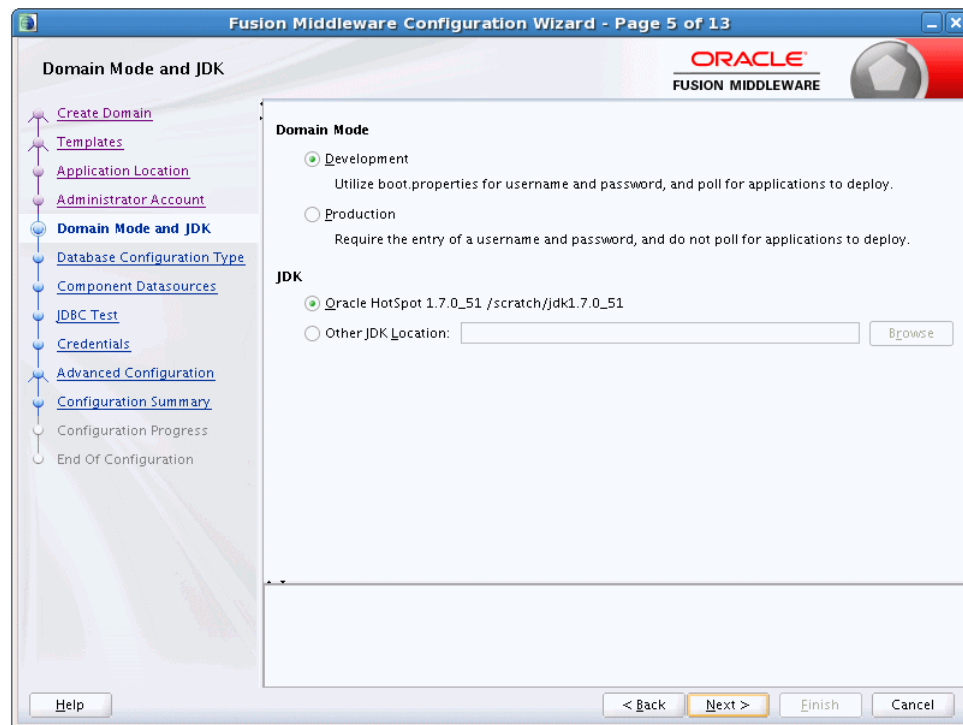 Fusion Middleware Configuration Wizard - Page 5 of 13
Domain Mode and JDK
ORACLE
FUSION MIDDLEWARE
Create Domain
Templates
Application Location
Administrator Account
Domain Mode and JDK
Database Configuration Type
Component Datasources
JDBC Test
Credentials
Advanced Configuration
Configuration Summary
Configuration Progress
End Of Configuration
Domain Mode
Development
Utilize boot.properties for username and password, and poll for applications to deploy.
Production
Require the entry of a username and password, and do not poll for applications to deploy.
JDK
Oracle HotSpot 1.7.0_51 /scratch/jdk1.7.0_51
Other JDK Location:
Browse
Help
< Back
Next >
Finish
Cancel